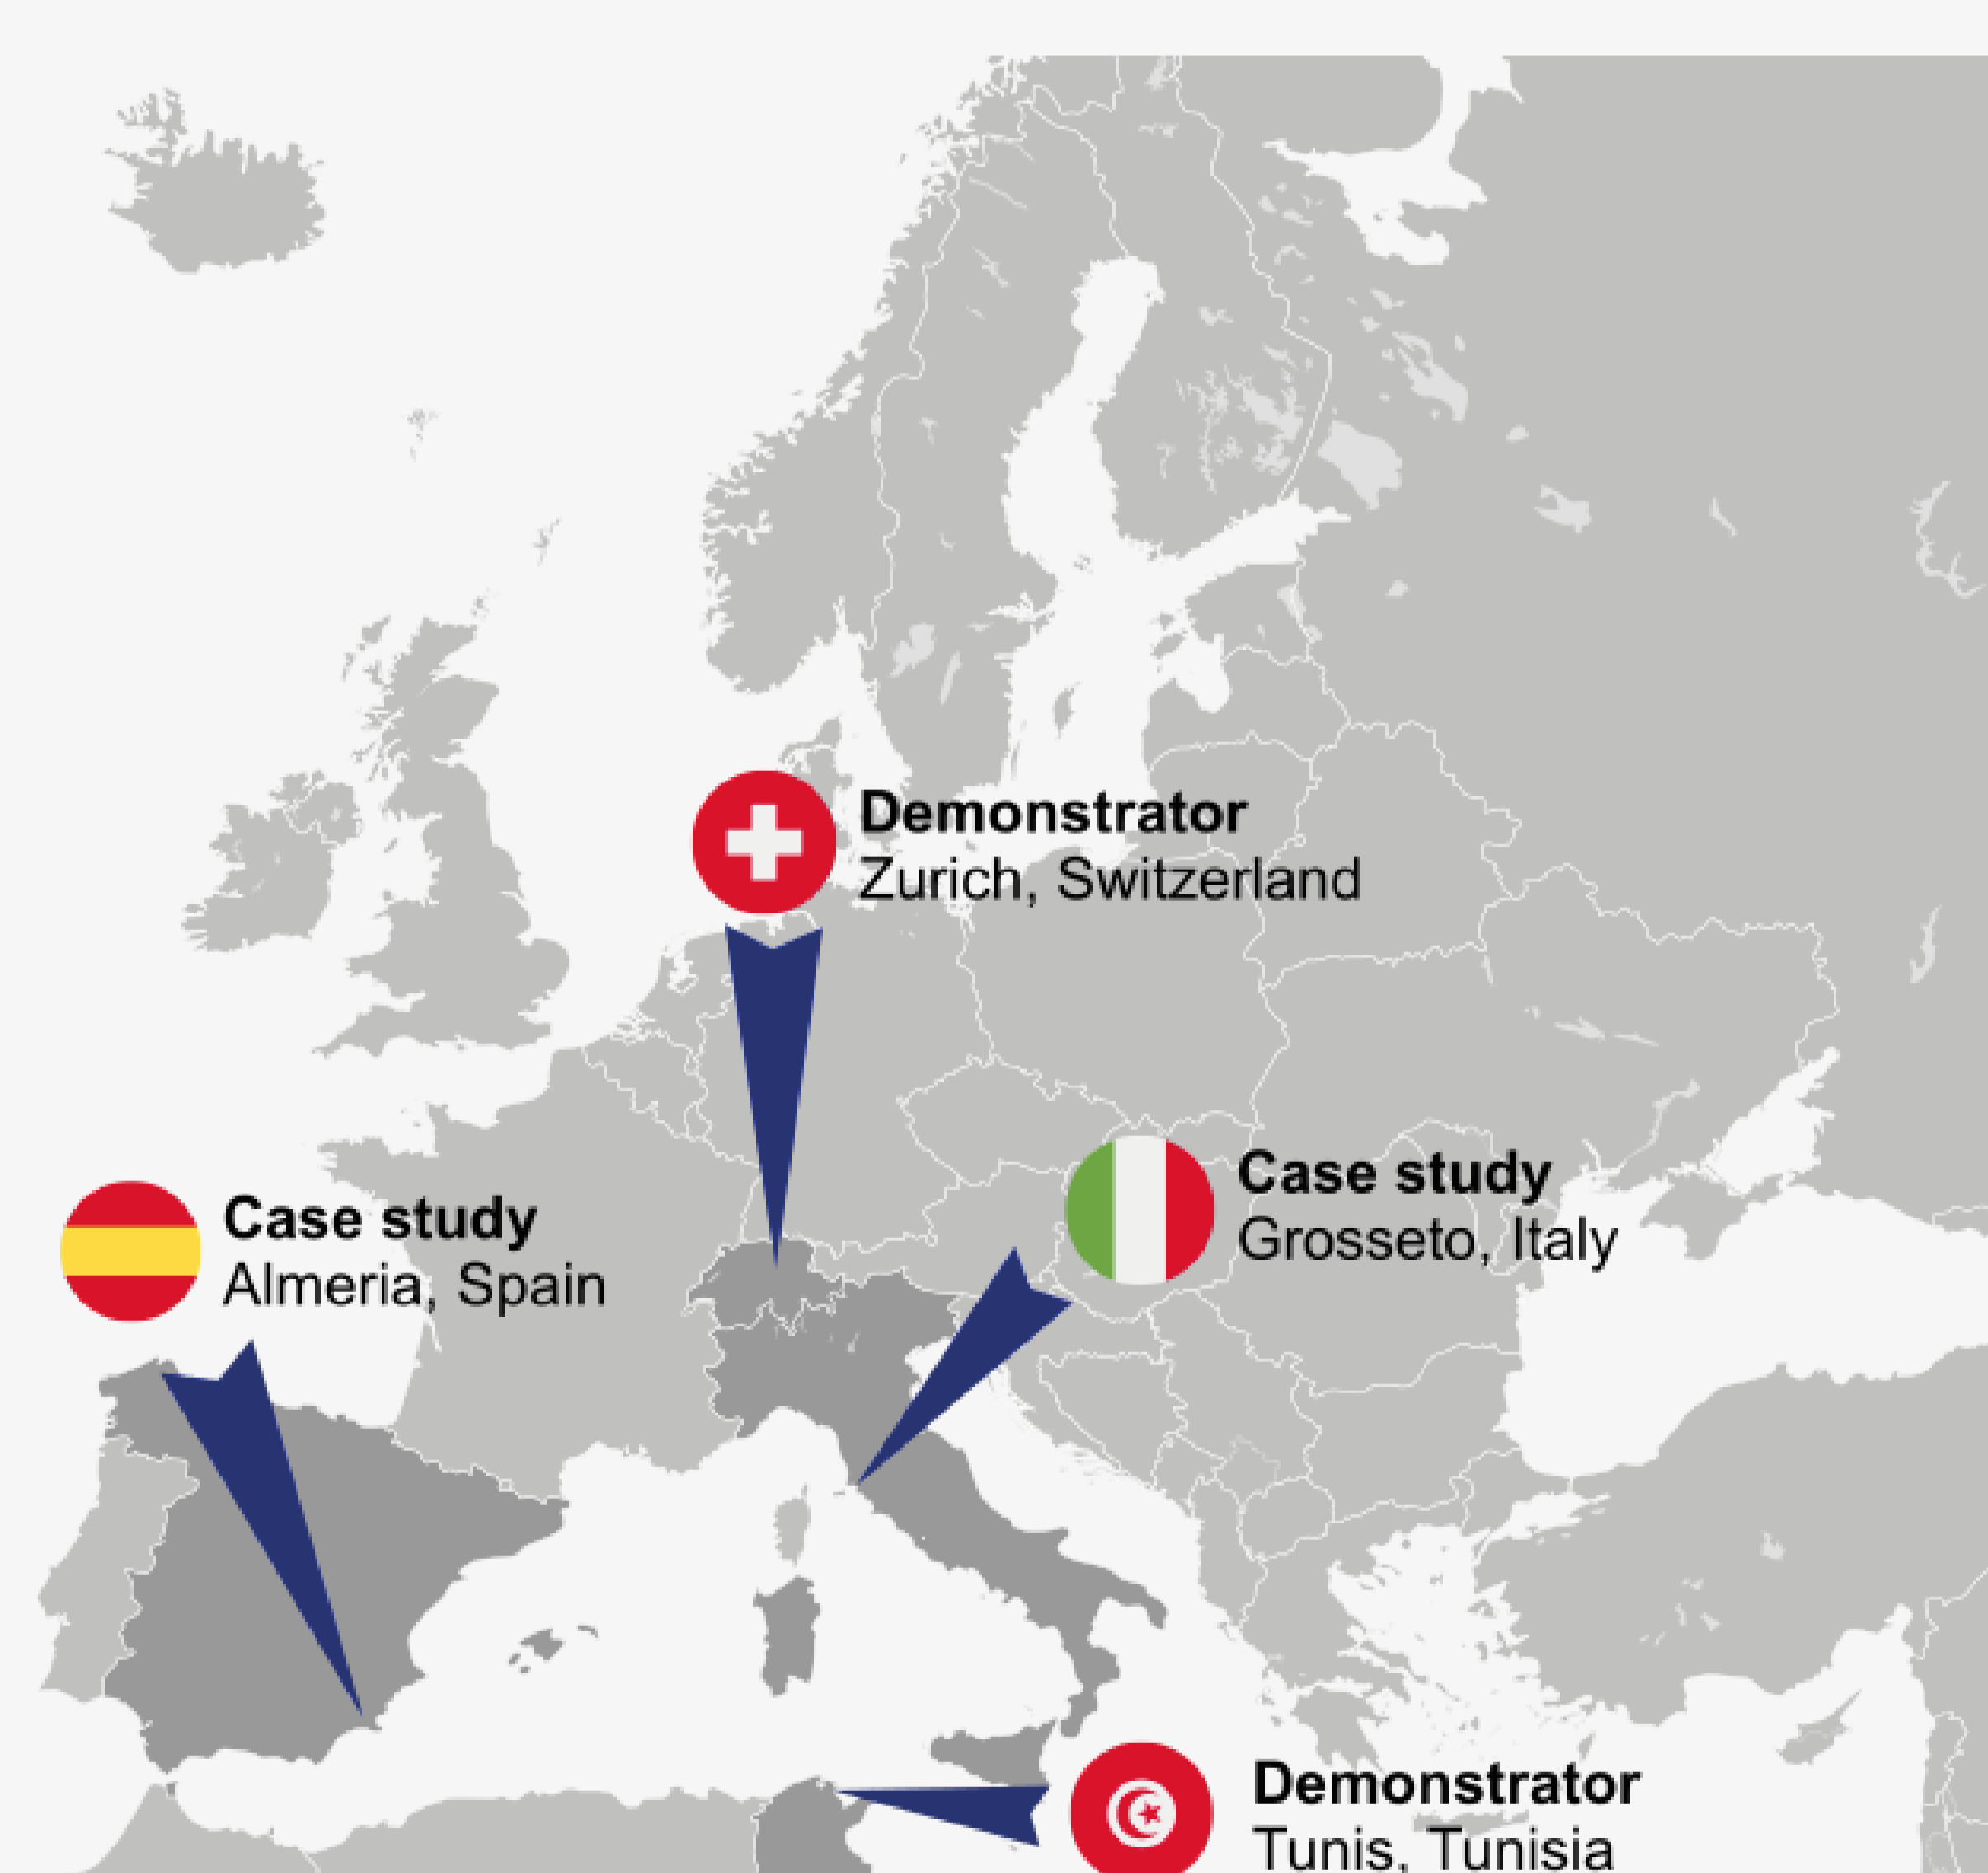 Demonstrator
Zurich, Switzerland
Case study
Grosseto, Italy
Case study
Almeria, Spain
Demonstrator
Tunis, Tunisia